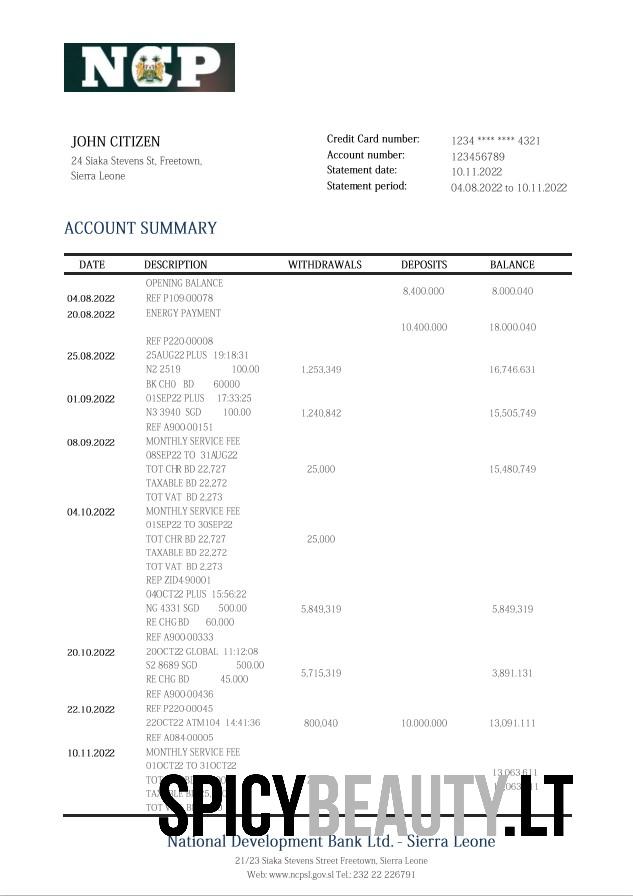 NCP
JOHN CITIZEN
24 Siaka Stevens St, Freetown,
Sierra Leone
Credit Card number: 1234 **** **** 4321
Account number: 123456789
Statement date: 10.11.2022
Statement period: 04.08.2022 to 10.11.2022
ACCOUNT SUMMARY
DATE DESCRIPTION WITHDRAWALS DEPOSITS BALANCE
OPENING BALANCE 8,400.000 8.000.040
04.08.2022 REF P109-00078
20.08.2022 ENERGY PAYMENT
10,400.000 18.000.040
REF P220-00008
25.08.2022 25AUG22 PLUS 19:18:31
N2 2519 100.00 1,253,349 16,746.631
BK CHO BD 60000
01.09.2022 01SEP22 PLUS 17:33:25
N3 3940 SGD 100.00 1,240,842 15,505,749
REF A900-00151
08.09.2022 MONTHLY SERVICE FEE
08SEP22 TO 31AUG22
TOT CHR BD 22,727 25,000 15,480,749
TAXABLE BD 22,272
TOT VAT BD 2,273
04.10.2022 MONTHLY SERVICE FEE
01SEP22 TO 30SEP22
TOT CHR BD 22,727 25,000
TAXABLE BD 22,272
TOT VAT BD 2,273
REP ZID4-90001
04OCT22 PLUS 15:56:22
NG 4331 SGD 500.00 5,849,319 5,849,319
RE CHG BD 60.000
REF A900-00333
20.10.2022 20OCT22 GLOBAL 11:12:08
S2 8689 SGD 500.00 5,715,319 3,891.131
RE CHG BD 45.000
REF A900-00436
22.10.2022 REF P220-00045
22OCT22 ATM104 14:41:36 800,040 10.000.000 13,091.111
REF A084-00005
10.11.2022 MONTHLY SERVICE FEE
01OCT22 TO 31OCT22
13,063,611
SPICYBEAUTY.LT
National Development Bank Ltd. - Sierra Leone
21/23 Siaka Stevens Street Freetown, Sierra Leone
Web: www.ncpsl.gov.sl Tel.: 232 22 226791